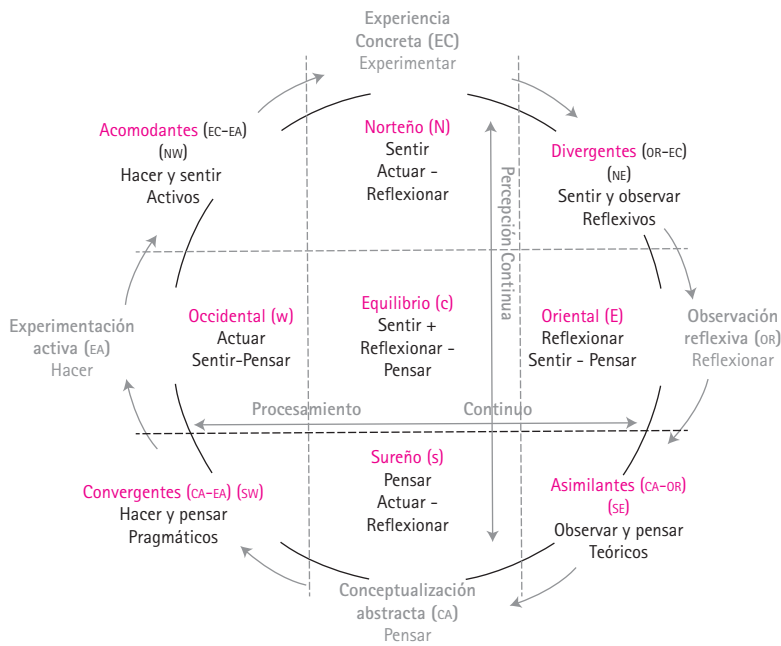 Experiencia
Concreta (EC)
Experimentar
Acomodantes (EC-EA)
(NW)
Hacer y sentir
Activos
Norteño (N)
Sentir
Actuar -
Reflexionar
Divergentes (OR-EC)
(NE)
Sentir y observar
Reflexivos
Percepción Continua
Experimentación
activa (EA)
Hacer
Occidental (w)
Actuar
Sentir-Pensar
Equilibrio (c)
Sentir +
Reflexionar -
Pensar
Oriental (E)
Reflexionar
Sentir - Pensar
Observación
reflexiva (OR)
Reflexionar
Procesamiento Continuo
Convergentes (CA-EA) (SW)
Hacer y pensar
Pragmáticos
Sureño (s)
Pensar
Actuar -
Reflexionar
Asimilantes (CA-OR)
(SE)
Observar y pensar
Teóricos
Conceptualización
abstracta (CA)
Pensar